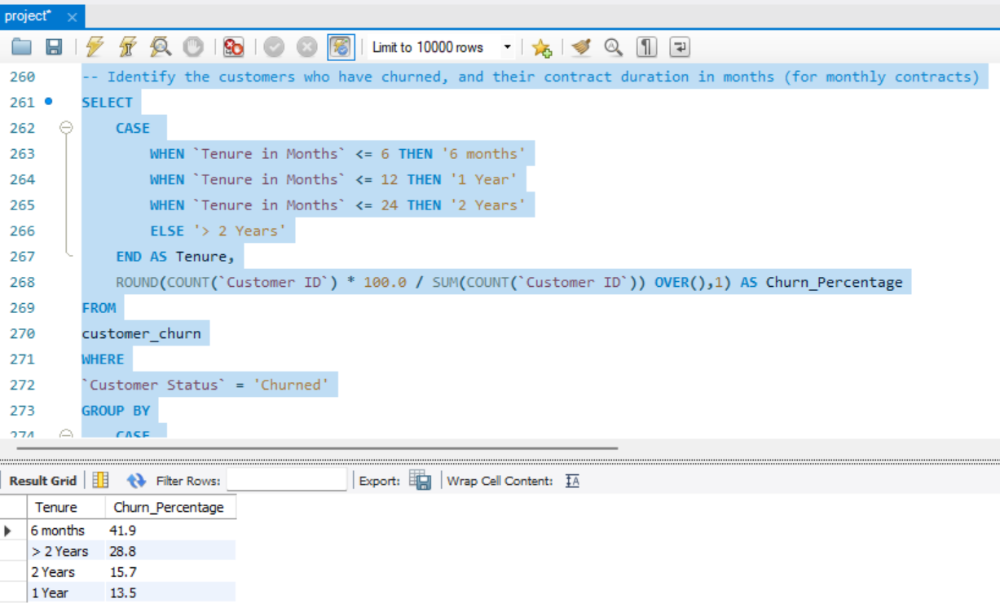 project*
Limit to 10000 rows
260 -- Identify the customers who have churned, and their contract duration in months (for monthly contracts)
261 SELECT
262 CASE
263 WHEN `Tenure in Months` <= 6 THEN '6 months'
264 WHEN `Tenure in Months` <= 12 THEN '1 Year'
265 WHEN `Tenure in Months` <= 24 THEN '2 Years'
266 ELSE '> 2 Years'
267 END AS Tenure,
268 ROUND(COUNT(`Customer ID`) * 100.0 / SUM(COUNT(`Customer ID`)) OVER(),1) AS Churn_Percentage
269 FROM
270 customer_churn
271 WHERE
272 `Customer Status` = 'Churned'
273 GROUP BY
274 CASE
Result Grid Filter Rows: Export: Wrap Cell Content:
Tenure Churn_Percentage
6 months 41.9
> 2 Years 28.8
2 Years 15.7
1 Year 13.5